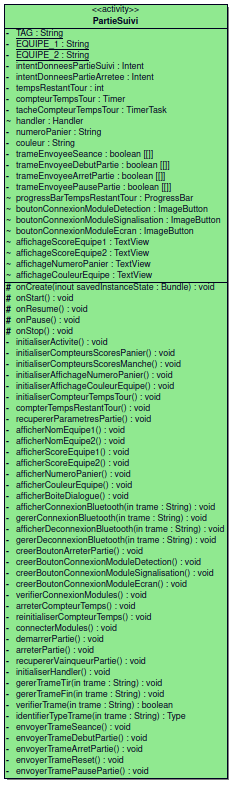 <<activity>>
PartieSuivi
- TAG : String
- EQUIPE_1 : String
- EQUIPE_2 : String
- intentDonneesPartieSuivi : Intent
- intentDonneesPartieArretee : Intent
- tempsRestantTour : int
- compteurTempsTour : Timer
- tacheCompteurTempsTour : TimerTask
~ handler : Handler
- numeroPanier : String
- couleur : String
- trameEnvoyeeSeance : boolean [[]]
- trameEnvoyeeDebutPartie : boolean [[]]
- trameEnvoyeeArretPartie : boolean [[]]
- trameEnvoyeePausePartie : boolean [[]]
~ progressBarTempsRestantTour : ProgressBar
~ boutonConnexionModuleDetection : ImageButton
~ boutonConnexionModuleSignalisation : ImageButton
~ boutonConnexionModuleEcran : ImageButton
~ affichageScoreEquipe1 : TextView
~ affichageScoreEquipe2 : TextView
~ affichageNumeroPanier : TextView
~ affichageCouleurEquipe : TextView
# onCreate(inout savedInstanceState : Bundle) : void
# onStart() : void
# onResume() : void
# onPause() : void
# onStop() : void
- initialiserActivite() : void
- initialiserCompteursScoresPanier() : void
- initialiserCompteursScoresManche() : void
- initialiserAffichageNumeroPanier() : void
- initialiserAffichageCouleurEquipe() : void
- initialiserCompteurTempsTour() : void
- compterTempsRestantTour() : void
- recupererParametresPartie() : void
- afficherNomEquipe1() : void
- afficherNomEquipe2() : void
- afficherScoreEquipe1() : void
- afficherScoreEquipe2() : void
- afficherNumeroPanier() : void
- afficherCouleurEquipe() : void
- afficherBoiteDialogue() : void
- afficherConnexionBluetooth(in trame : String) : void
- gererConnexionBluetooth(in trame : String) : void
- afficherDeconnexionBluetooth(in trame : String) : void
- gererDeconnexionBluetooth(in trame : String) : void
- creerBoutonArreterPartie() : void
- creerBoutonConnexionModuleDetection() : void
- creerBoutonConnexionModuleSignalisation() : void
- creerBoutonConnexionModuleEcran() : void
- verifierConnexionModules() : void
- arreterCompteurTemps() : void
- reinitialiserCompteurTemps() : void
- connecterModules() : void
- demarrerPartie() : void
- arreterPartie() : void
- recupererVainqueurPartie() : void
- initialiserHandler() : void
- gererTrameTir(in trame : String) : void
- gererTrameFin(in trame : String) : void
- verifierTrame(in trame : String) : boolean
- identifierTypeTrame(in trame : String) : Type
- envoyerTrameSeance() : void
- envoyerTrameDebutPartie() : void
- envoyerTrameArretPartie() : void
- envoyerTrameReset() : void
- envoyerTramePausePartie() : void